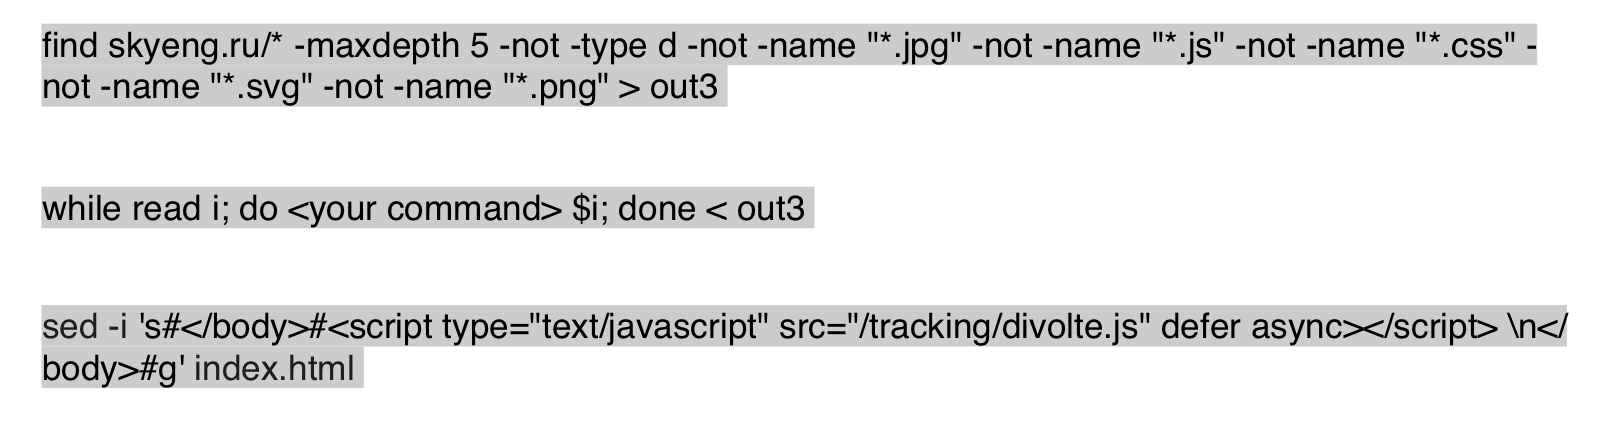 find skyeng.ru/* -maxdepth 5 -not -type d -not -name "*.jpg" -not -name "*.js" -not -name "*.css" -
not -name "*.svg" -not -name "*.png" > out3
while read i; do <your command> $i; done < out3
sed -i 's#</body>#<script type="text/javascript" src="/tracking/divolte.js" defer async></script> \n</
body>#g' index.html